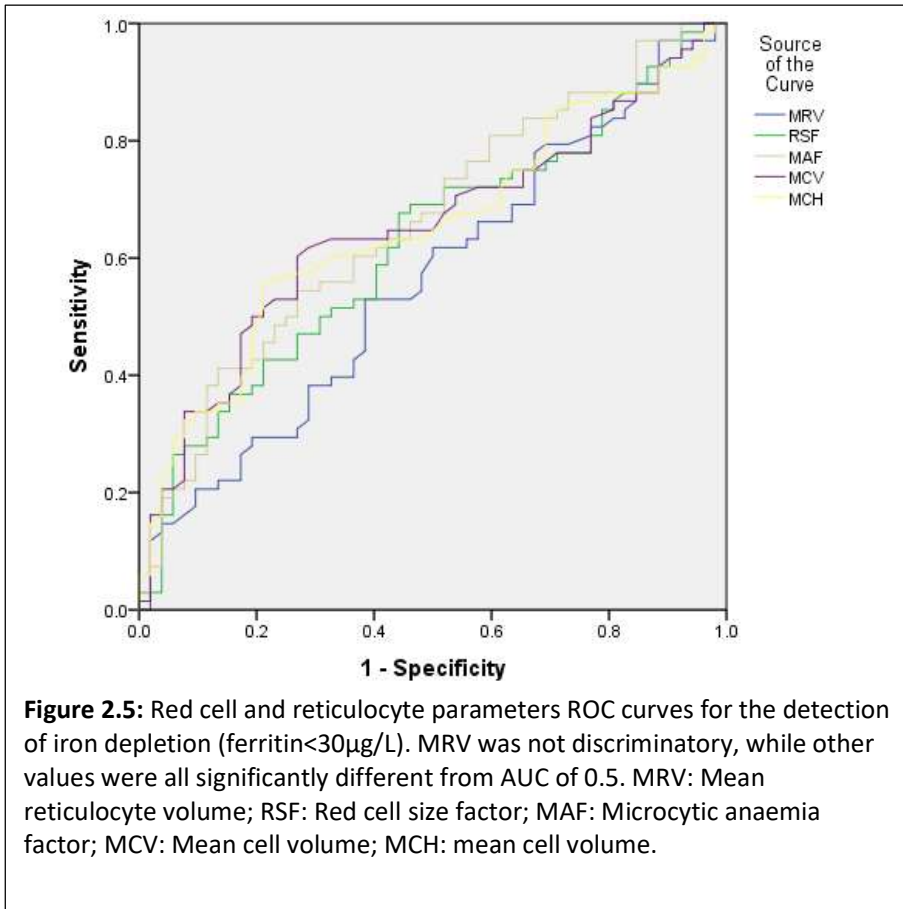 1.0
0.8
0.6
0.4
0.2
0.0
Sensitivity
0.0 0.2 0.4 0.6 0.8 1.0
1 - Specificity
Source
of the
Curve
MRV
RSF
MAF
MCV
MCH
Figure 2.5: Red cell and reticulocyte parameters ROC curves for the detection
of iron depletion (ferritin<30µg/L). MRV was not discriminatory, while other
values were all significantly different from AUC of 0.5. MRV: Mean
reticulocyte volume; RSF: Red cell size factor; MAF: Microcytic anaemia
factor; MCV: Mean cell volume; MCH: mean cell volume.